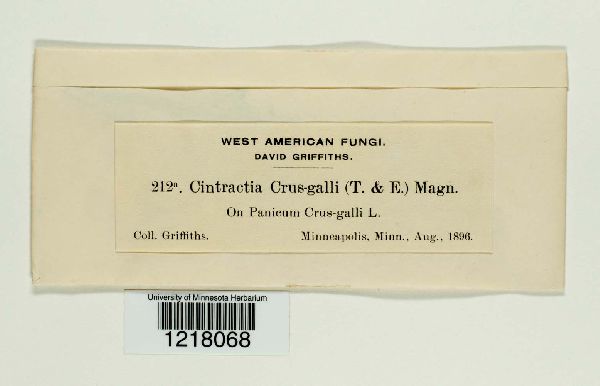 WEST AMERICAN FUNGI.
DAVID GRIFFITHS.
212ª. Cintractia Crus-galli (T. & E.) Magn.
On Panicum Crus-galli L.
Coll. Griffiths. Minneapolis, Minn., Aug., 1896.
University of Minnesota Herbarium
1218068